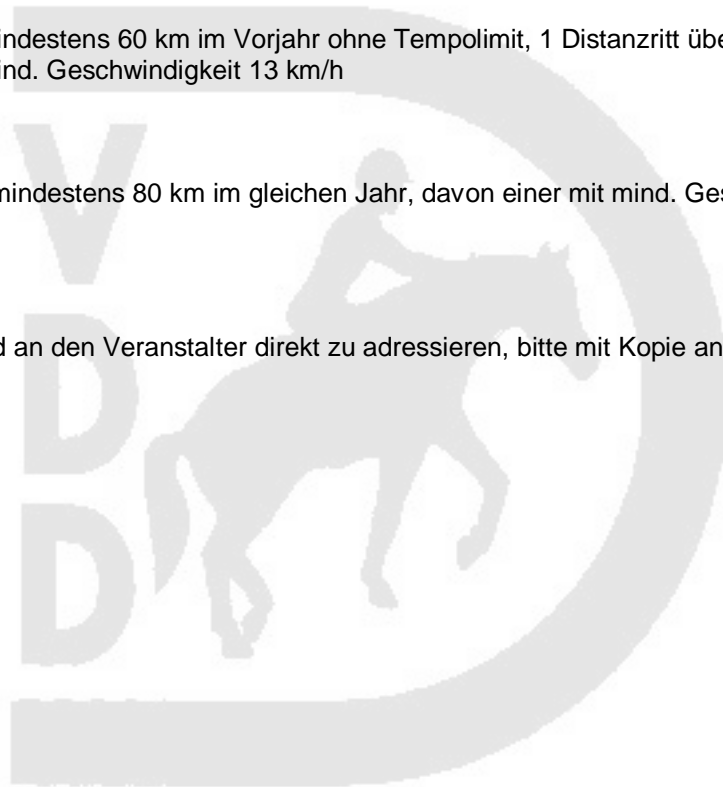 indestens 60 km im Vorjahr ohne Tempolimit, 1 Distanzritt übe
ind. Geschwindigkeit 13 km/h
mindestens 80 km im gleichen Jahr, davon einer mit mind. Ges
d an den Veranstalter direkt zu adressieren, bitte mit Kopie an
V
D
D